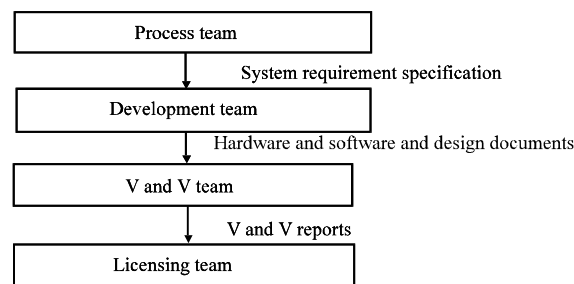 Process team
System requirement specification
Development team
Hardware and software and design documents
V and V team
V and V reports
Licensing team